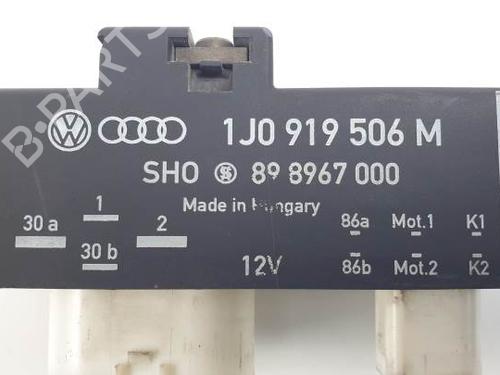 B-PARTS
1J0 919 506 M
SHO 89 8967 000
Made in Hungary
1
30 a 2 86a Mot.1 K1
30 b
12V 86b Mot.2 K2